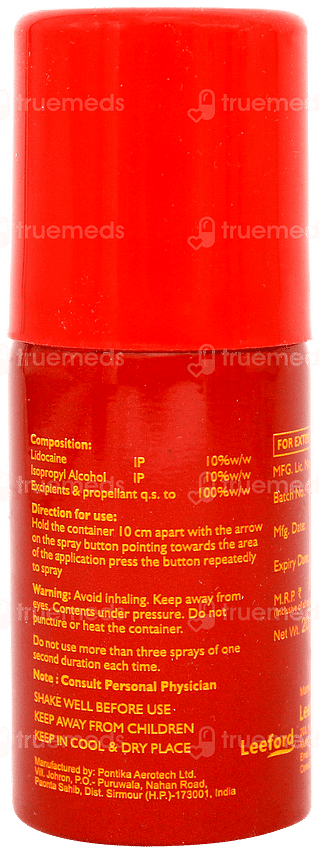 truemeds
Composition:
Lidocaine IP 10%w/w
Isopropyl Alcohol IP 10%w/w
Excipients & propellant q.s. to 100%w/w
Direction for use:
Hold the container 10 cm apart with the arrow
on the spray button pointing towards the area
of the application press the button repeatedly
to spray
Warning: Avoid inhaling. Keep away from
eyes. Contents under pressure. Do not
puncture or heat the container.
Do not use more than three sprays of one
second duration each time.
Note : Consult Personal Physician
SHAKE WELL BEFORE USE
KEEP AWAY FROM CHILDREN
KEEP IN COOL & DRY PLACE
Manufactured by: Pontika Aerotech Ltd.
Vill. Johron, P.O.- Puruwala, Nahan Road,
Paonta Sahib, Dist. Sirmour (H.P.)-173001, India
FOR
MFG. Lic.
Batch No.
Mfg. Date:
Expiry
M.R.P. ₹
Net Wt.
Leeford